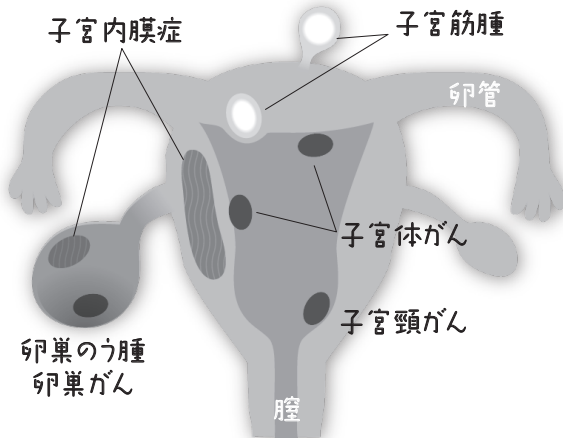 子宮内膜症
子宮筋腫
卵管
子宮体がん
子宮頸がん
卵巣のう腫
卵巣がん
膣